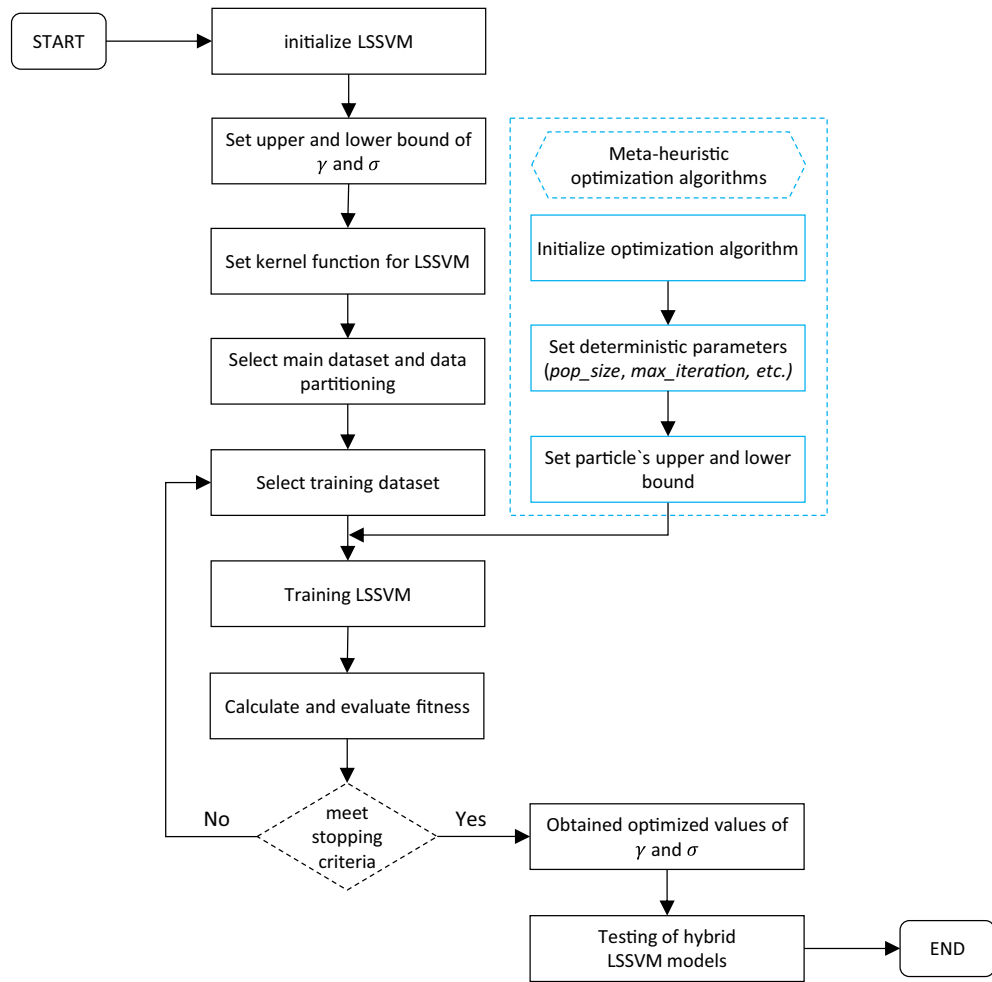 START
initialize LSSVM
Set upper and lower bound of
γ and σ
Set kernel function for LSSVM
Select main dataset and data
partitioning
Select training dataset
Meta-heuristic
optimization algorithms
Initialize optimization algorithm
Set deterministic parameters
(pop_size, max_iteration, etc.)
Set particle`s upper and lower
bound
Training LSSVM
Calculate and evaluate fitness
meet
stopping
criteria
No
Yes
Obtained optimized values of
γ and σ
Testing of hybrid
LSSVM models
END